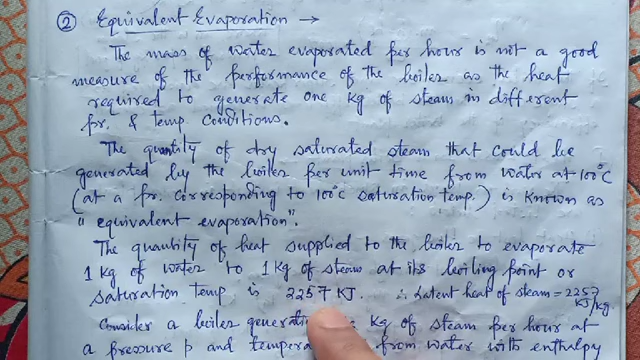 ② Equivalent Evaporation →
The mass of water evaporated per hour is not a good
measure of the performance of the boiler as the heat
required to generate one kg of steam in different
pr. & temp conditions.
The quantity of dry saturated steam that could be
generated by the boiler per unit time from water at 100°C
(at a pr. corresponding to 100°C saturation temp.) is known as
"equivalent evaporation".
The quantity of heat supplied to the boiler to evaporate
1 kg of water to 1 kg of steam at its boiling point or
saturation temp is 2257 KJ. ∴ Latent heat of steam = 2257 KJ/kg
Consider a boiler generating kg of steam per hour at
a pressure p and temperature from water with enthalpy